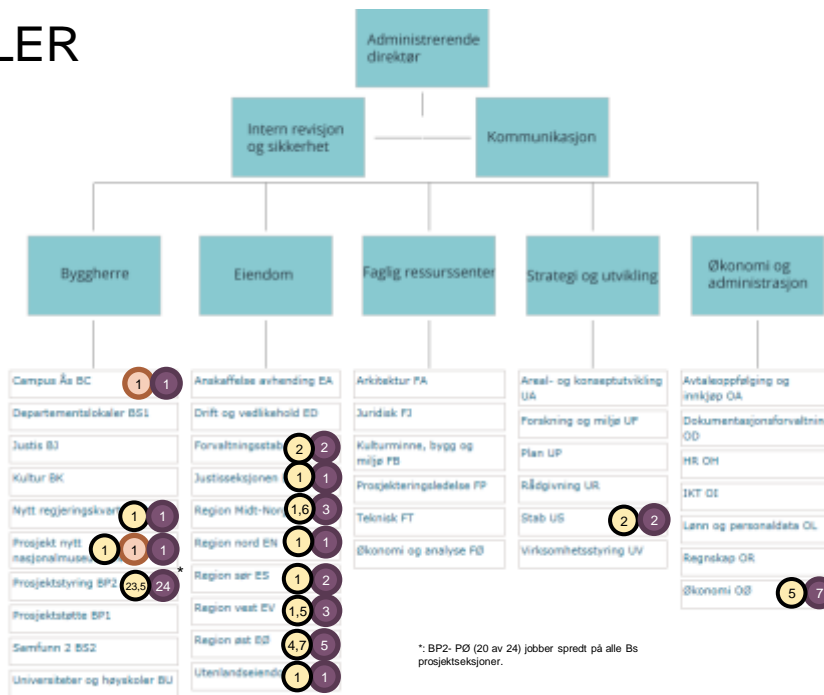 LER
Administrerende
direktør
Intern revisjon
og sikkerhet
Kommunikasjon
Byggherre
Eiendom
Faglig ressurssenter
Strategi og utvikling
Økonomi og
administrasjon
Campus Ås BC 1 1
Departementslokaler BS1
Justis BJ
Kultur BK
Nytt regjeringskvart 1 1
Prosjekt nytt
nasjonalmuseu 1 1 1
Prosjektstyring BP2 23,5 24 *
Prosjektstøtte BP1
Samfunn 2 BS2
Universiteter og høyskoler BU
Anskaffelse avhending EA
Drift og vedlikehold ED
Forvaltningsstab 2 2
Justisseksjonen 1 1
Region Midt-Nor 1,6 3
Region nord EN 1 1
Region sør ES 1 2
Region vest EV 1,5 3
Region øst EØ 4,7 5
Utenlandseiendo 1 1
Arkitektur FA
Juridisk FJ
Kulturminne, bygg og
miljø FB
Prosjekteringsledelse FP
Teknisk FT
Økonomi og analyse FØ
Areal- og konseptutvikling
UA
Forskning og miljø UF
Plan UP
Rådgivning UR
Stab US 2 2
Virksomhetsstyring UV
Avtaleoppfølging og
innkjøp OA
Dokumentasjonsforvaltnin
OD
HR OH
IKT OI
Lønn og personaldata OL
Regnskap OR
Økonomi OØ 5 7
*: BP2- PØ (20 av 24) jobber spredt på alle Bs
prosjektseksjoner.